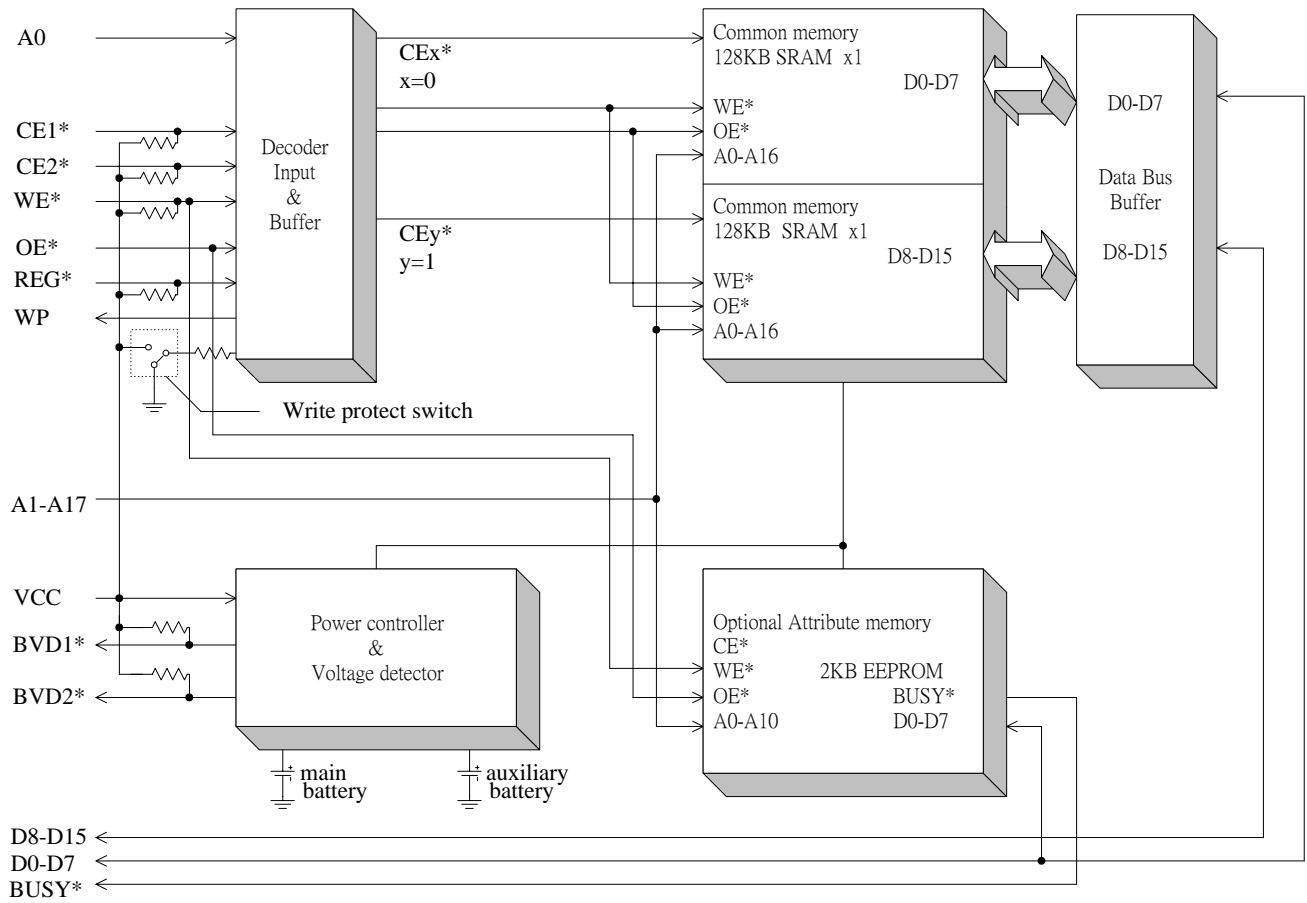 A0
CE1*
CE2*
WE*
OE*
REG*
WP
Decoder
Input
&
Buffer
CEx*
x=0
CEy*
y=1
Common memory
128KB SRAM x1
D0-D7
WE*
OE*
A0-A16
Common memory
128KB SRAM x1
D8-D15
WE*
OE*
A0-A16
D0-D7
Data Bus
Buffer
D8-D15
Write protect switch
A1-A17
VCC
BVD1*
BVD2*
Power controller
&
Voltage detector
+ main
battery
+ auxiliary
battery
Optional Attribute memory
CE*
WE* 2KB EEPROM
OE* BUSY*
A0-A10 D0-D7
D8-D15
D0-D7
BUSY*